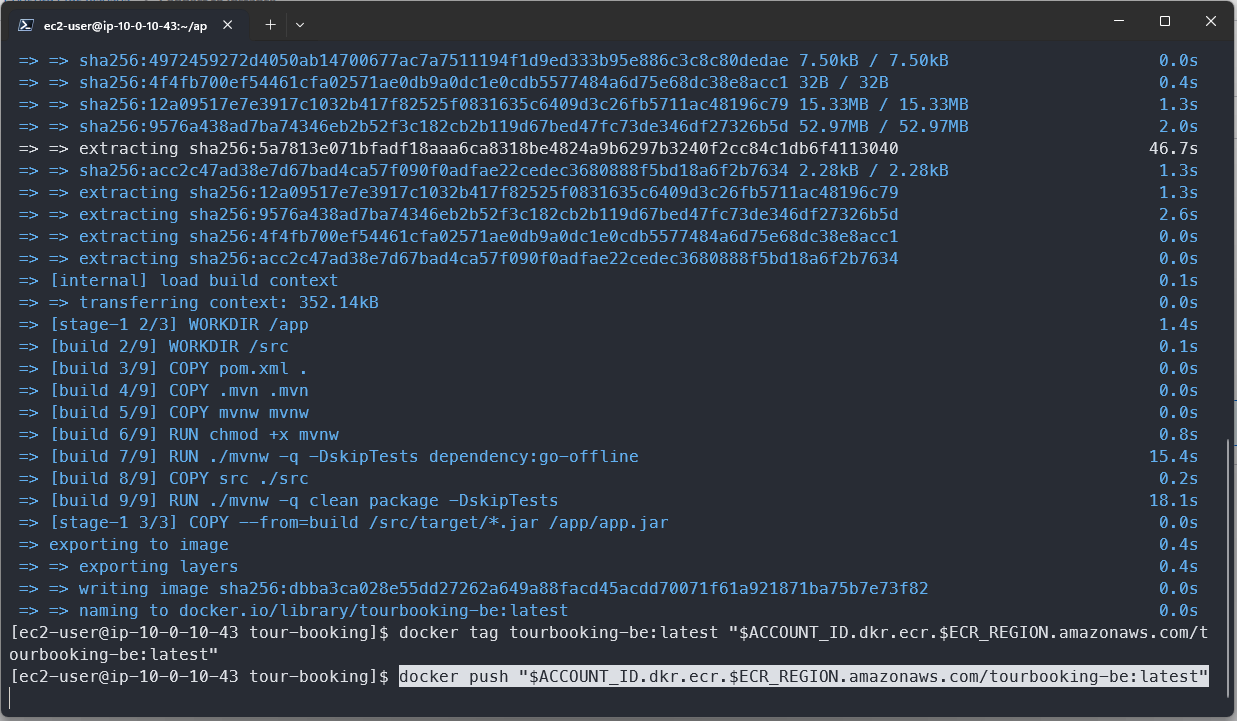 ec2-user@ip-10-0-10-43:~/ap
=> => sha256:4972459272d4050ab14700677ac7a7511194f1d9ed333b95e886c3c8c80dedae 7.50kB / 7.50kB 0.0s
=> => sha256:4f4fb700ef54461cfa02571ae0db9a0dc1e0cdb5577484a6d75e68dc38e8acc1 32B / 32B 0.4s
=> => sha256:12a09517e7e3917c1032b417f82525f0831635c6409d3c26fb5711ac48196c79 15.33MB / 15.33MB 1.3s
=> => sha256:9576a438ad7ba74346eb2b52f3c182cb2b119d67bed47fc73de346df27326b5d 52.97MB / 52.97MB 2.0s
=> => extracting sha256:5a7813e071bfadf18aaa6ca8318be4824a9b6297b3240f2cc84c1db6f4113040 46.7s
=> => sha256:acc2c47ad38e7d67bad4ca57f090f0adfae22cedec3680888f5bd18a6f2b7634 2.28kB / 2.28kB 1.3s
=> => extracting sha256:12a09517e7e3917c1032b417f82525f0831635c6409d3c26fb5711ac48196c79 1.3s
=> => extracting sha256:9576a438ad7ba74346eb2b52f3c182cb2b119d67bed47fc73de346df27326b5d 2.6s
=> => extracting sha256:4f4fb700ef54461cfa02571ae0db9a0dc1e0cdb5577484a6d75e68dc38e8acc1 0.0s
=> => extracting sha256:acc2c47ad38e7d67bad4ca57f090f0adfae22cedec3680888f5bd18a6f2b7634 0.0s
=> [internal] load build context 0.1s
=> => transferring context: 352.14kB 0.0s
=> [stage-1 2/3] WORKDIR /app 1.4s
=> [build 2/9] WORKDIR /src 0.1s
=> [build 3/9] COPY pom.xml . 0.0s
=> [build 4/9] COPY .mvn .mvn 0.0s
=> [build 5/9] COPY mvnw mvnw 0.0s
=> [build 6/9] RUN chmod +x mvnw 0.8s
=> [build 7/9] RUN ./mvnw -q -DskipTests dependency:go-offline 15.4s
=> [build 8/9] COPY src ./src 0.2s
=> [build 9/9] RUN ./mvnw -q clean package -DskipTests 18.1s
=> [stage-1 3/3] COPY --from=build /src/target/*.jar /app/app.jar 0.0s
=> exporting to image 0.4s
=> => exporting layers 0.4s
=> => writing image sha256:dbba3ca028e55dd27262a649a88facd45acdd70071f61a921871ba75b7e73f82 0.0s
=> => naming to docker.io/library/tourbooking-be:latest 0.0s
[ec2-user@ip-10-0-10-43 tour-booking]$ docker tag tourbooking-be:latest "$ACCOUNT_ID.dkr.ecr.$ECR_REGION.amazonaws.com/t
ourbooking-be:latest"
[ec2-user@ip-10-0-10-43 tour-booking]$ docker push "$ACCOUNT_ID.dkr.ecr.$ECR_REGION.amazonaws.com/tourbooking-be:latest"